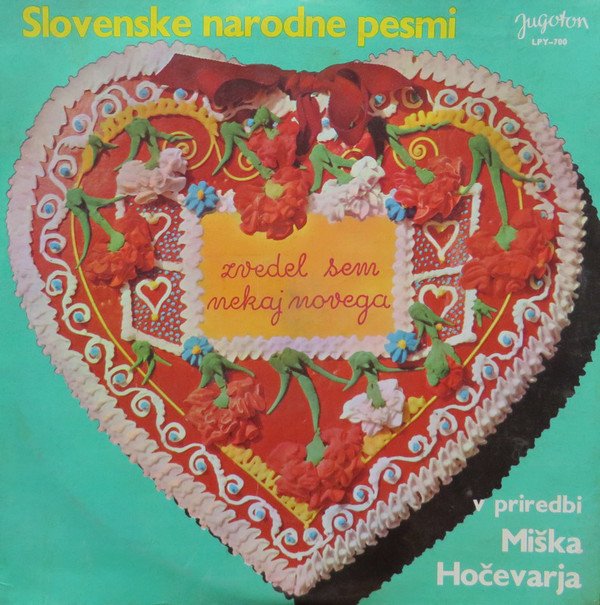 Slovenske narodne pesmi
Jugoton
LPY-700
zvedel sem
nekaj novega
v priredbi
Miška
Hočevarja